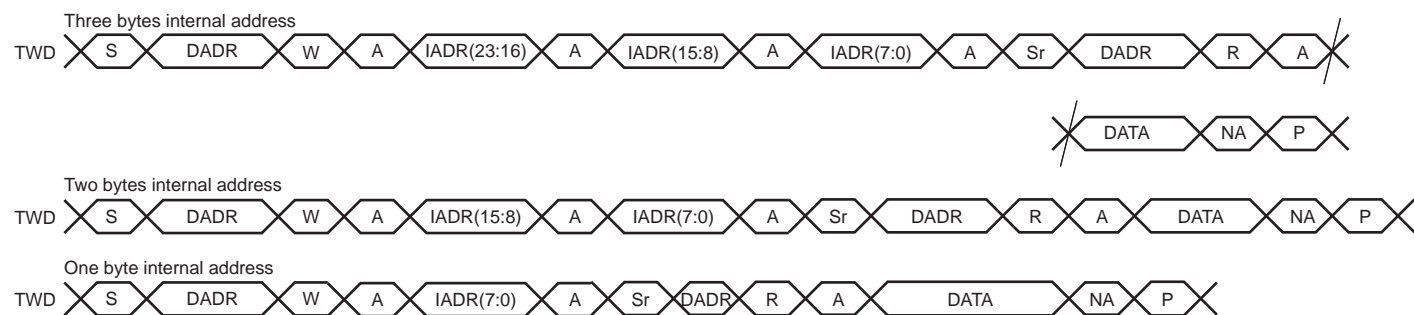 Three bytes internal address
TWD S DADR W A IADR(23:16) A IADR(15:8) A IADR(7:0) A Sr DADR R A
DATA NA P
Two bytes internal address
TWD S DADR W A IADR(15:8) A IADR(7:0) A Sr DADR R A DATA NA P
One byte internal address
TWD S DADR W A IADR(7:0) A Sr DADR R A DATA NA P